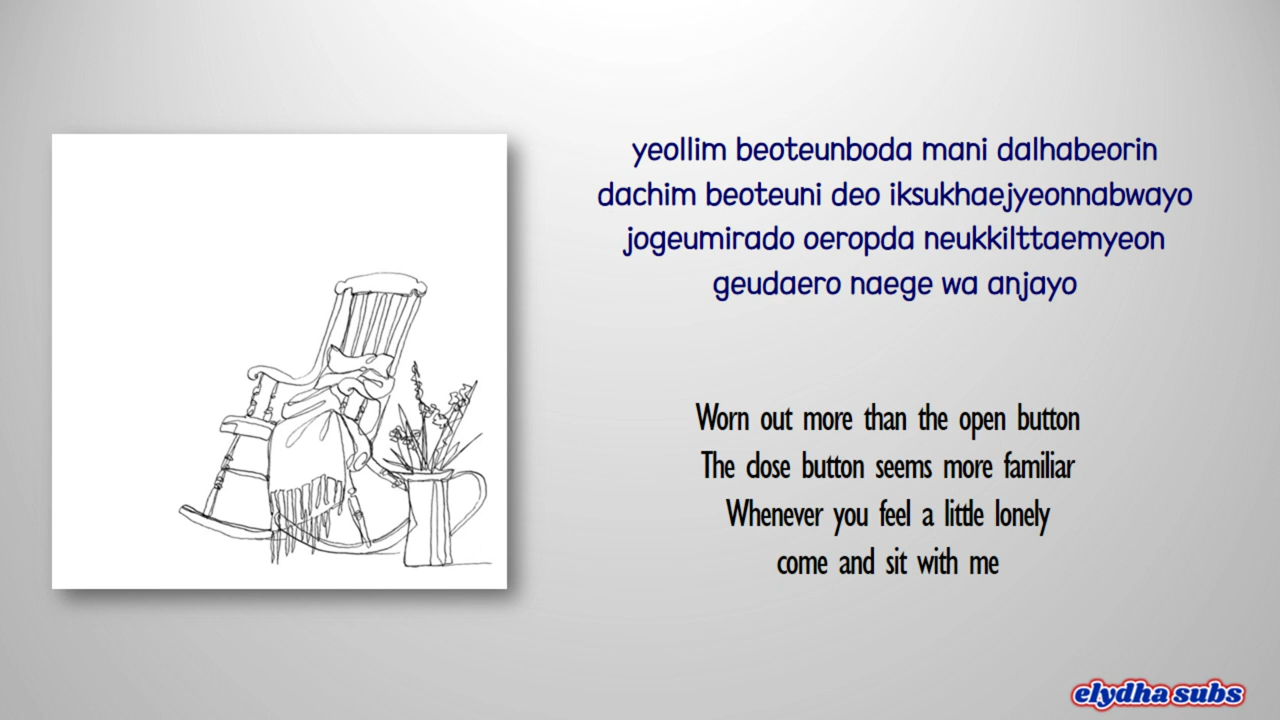 yeollim beoteunboda mani dalhabeorin
dachim beoteuni deo iksukhaejyeonnabwayo
jogeumirado oeropda neukkilttaemyeon
geudaero naege wa anjayo
Worn out more than the open button
The close button seems more familiar
Whenever you feel a little lonely
come and sit with me
elydha subs